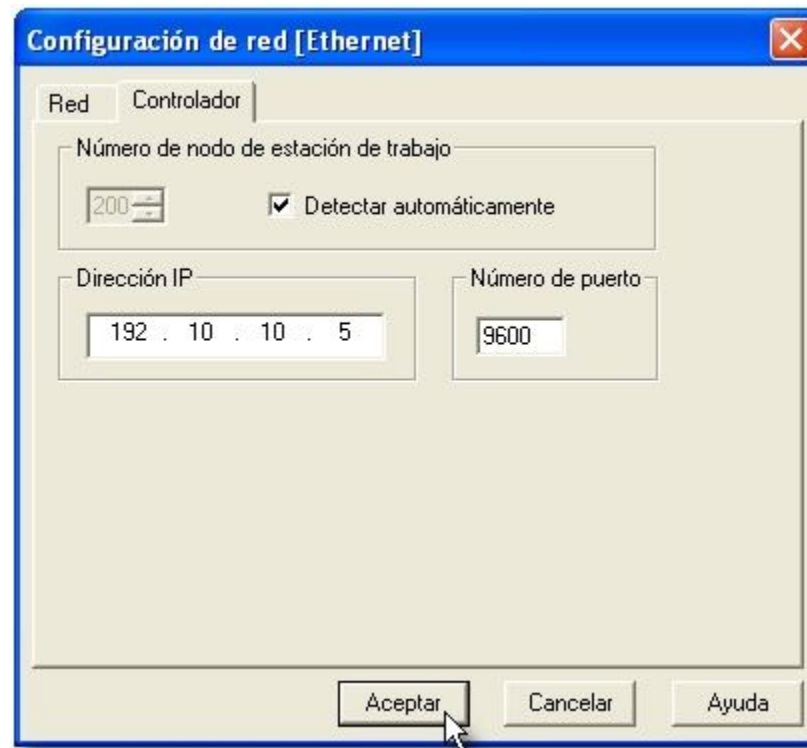 Configuración de red [Ethernet]
Red Controlador
Número de nodo de estación de trabajo
200 Detectar automáticamente
Dirección IP Número de puerto
192 . 10 . 10 . 5 9600
Aceptar Cancelar Ayuda